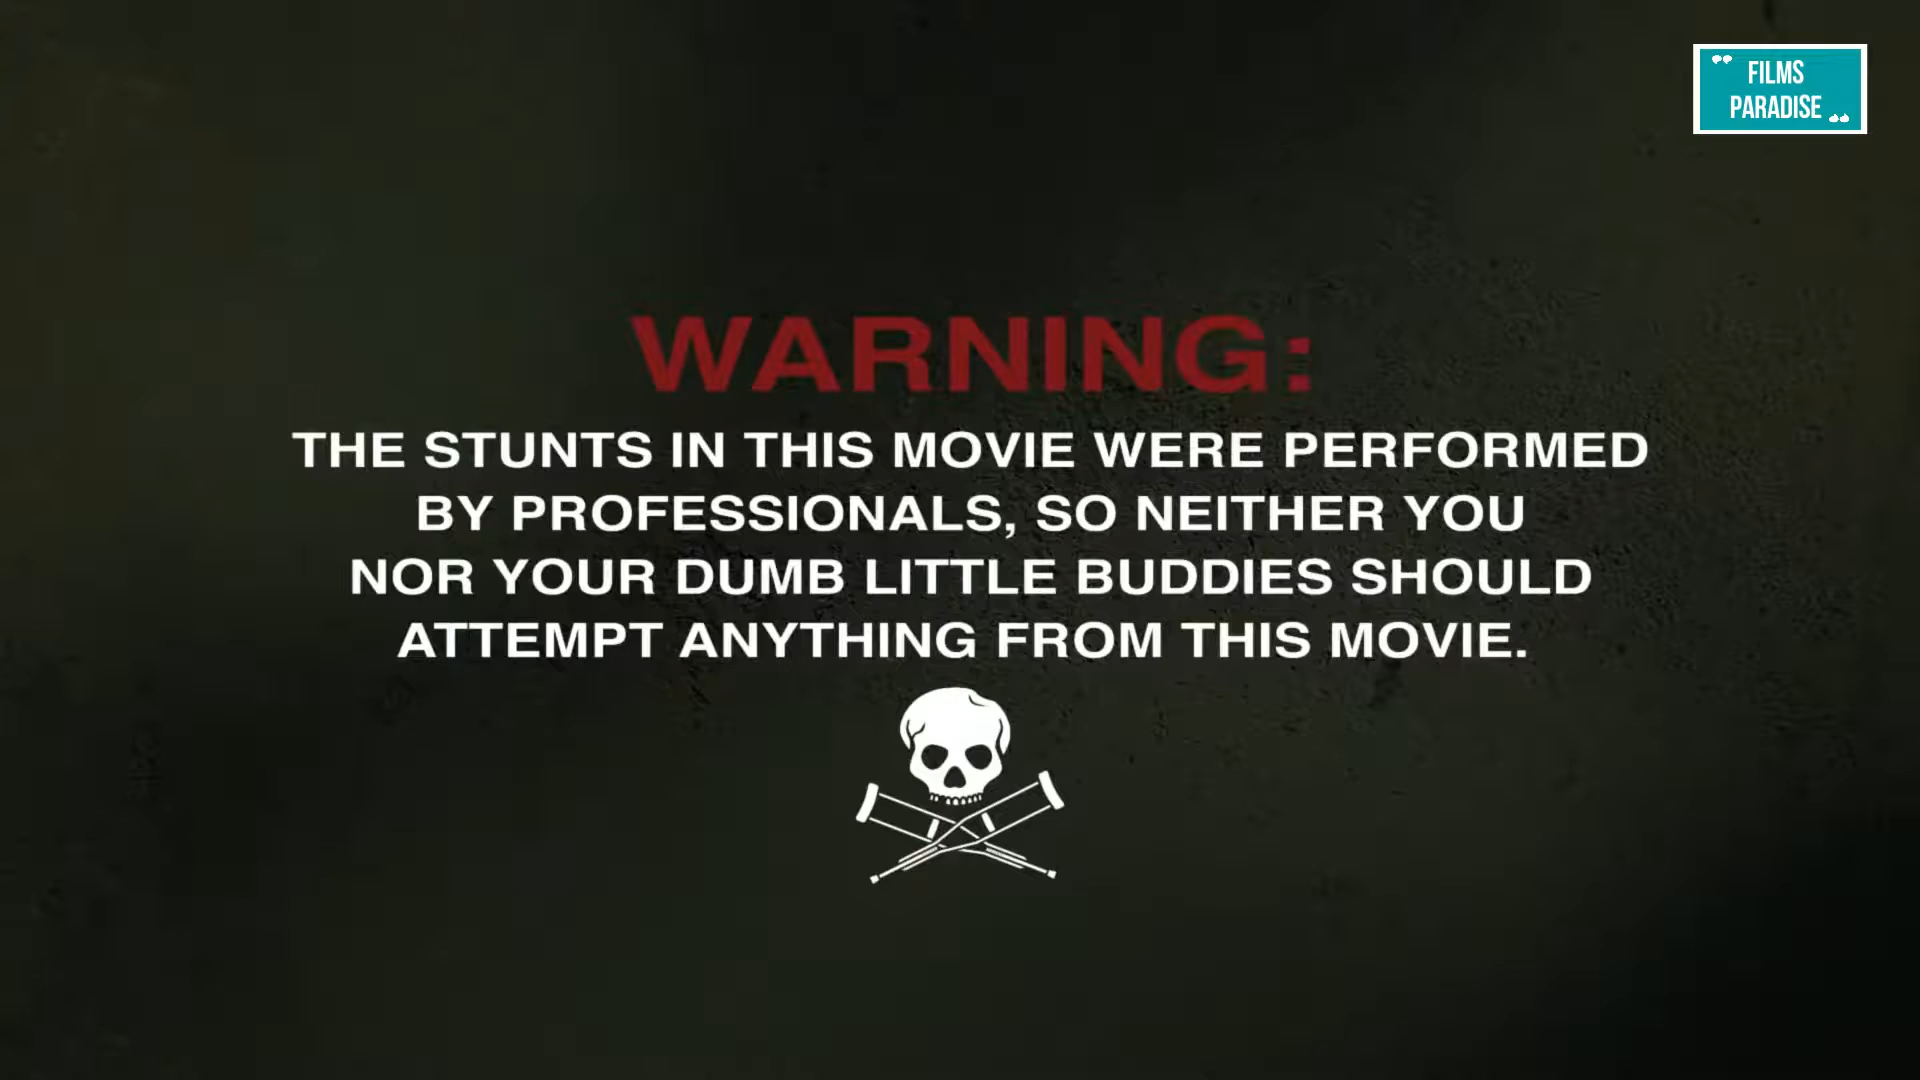 FILMS
PARADISE
WARNING:
THE STUNTS IN THIS MOVIE WERE PERFORMED
BY PROFESSIONALS, SO NEITHER YOU
NOR YOUR DUMB LITTLE BUDDIES SHOULD
ATTEMPT ANYTHING FROM THIS MOVIE.